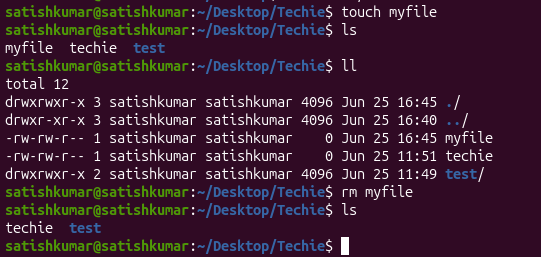 satishkumar@satishkumar:~/Desktop/Techie$ touch myfile
satishkumar@satishkumar:~/Desktop/Techie$ ls
myfile  techie  test
satishkumar@satishkumar:~/Desktop/Techie$ ll
total 12
drwxrwxr-x 3 satishkumar satishkumar 4096 Jun 25 16:45 ./
drwxr-xr-x 3 satishkumar satishkumar 4096 Jun 25 16:40 ../
-rw-rw-r-- 1 satishkumar satishkumar    0 Jun 25 16:45 myfile
-rw-rw-r-- 1 satishkumar satishkumar    0 Jun 25 11:51 techie
drwxrwxr-x 2 satishkumar satishkumar 4096 Jun 25 11:49 test/
satishkumar@satishkumar:~/Desktop/Techie$ rm myfile
satishkumar@satishkumar:~/Desktop/Techie$ ls
techie  test
satishkumar@satishkumar:~/Desktop/Techie$